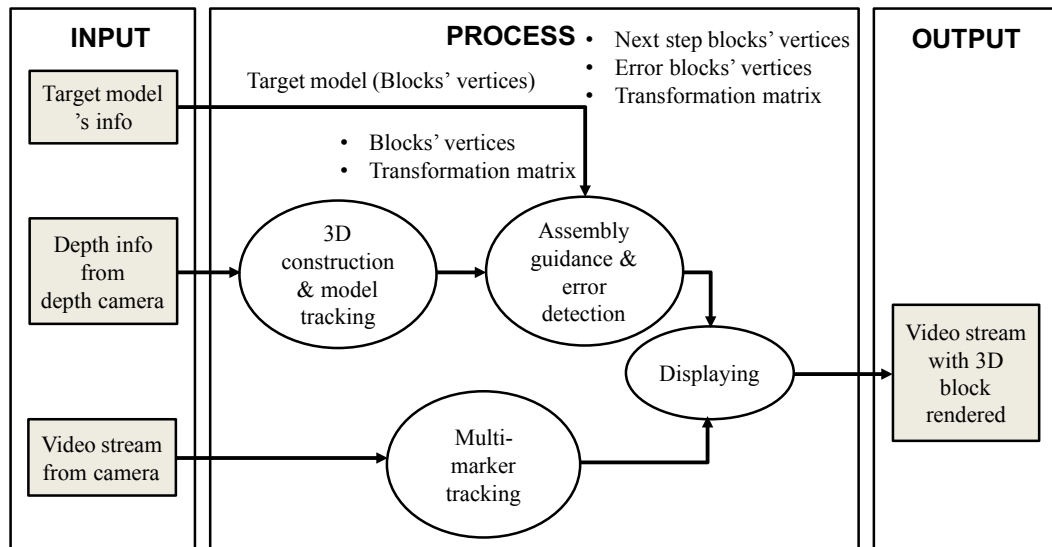 INPUT
Target model
’s info
Depth info
from
depth camera
Video stream
from camera
PROCESS
• Next step blocks’ vertices
• Error blocks’ vertices
• Transformation matrix
Target model (Blocks’ vertices)
• Blocks’ vertices
• Transformation matrix
3D
construction
& model
tracking
Assembly
guidance &
error
detection
Displaying
Multi-
marker
tracking
OUTPUT
Video stream
with 3D
block
rendered